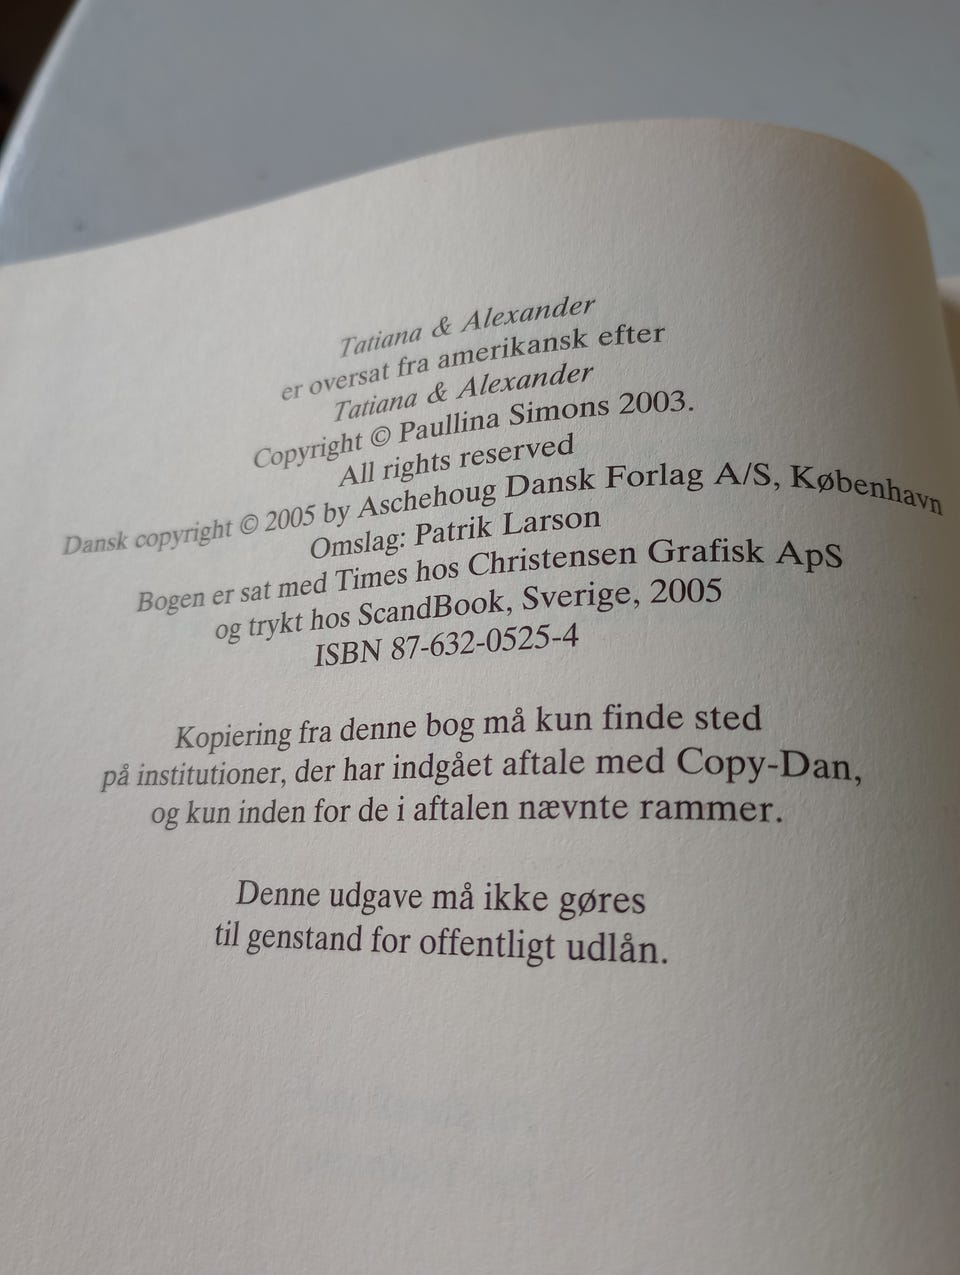 Tatiana & Alexander
er oversat fra amerikansk efter
Tatiana & Alexander
Copyright © Paullina Simons 2003.
All rights reserved
Dansk copyright © 2005 by Aschehoug Dansk Forlag A/S, København
Omslag: Patrik Larson
Bogen er sat med Times hos Christensen Grafisk ApS
og trykt hos ScandBook, Sverige, 2005
ISBN 87-632-0525-4
Kopiering fra denne bog må kun finde sted
på institutioner, der har indgået aftale med Copy-Dan,
og kun inden for de i aftalen nævnte rammer.
Denne udgave må ikke gøres
til genstand for offentligt udlån.